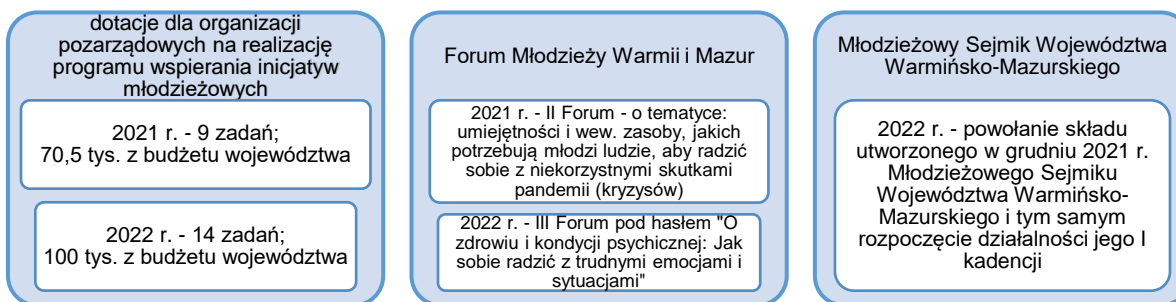 dotacje dla organizacji
pozarządowych na realizację
programu wspierania inicjatyw
młodzieżowych
2021 r. - 9 zadań;
70,5 tys. z budżetu województwa
2022 r. - 14 zadań;
100 tys. z budżetu województwa
Forum Młodzieży Warmii i Mazur
2021 r. - II Forum - o tematyce:
umiejętności i wew. zasoby, jakich
potrzebują młodzi ludzie, aby radzić
sobie z niekorzystnymi skutkami
pandemii (kryzysów)
2022 r. - III Forum pod hasłem "O
zdrowiu i kondycji psychicznej: Jak
sobie radzić z trudnymi emocjami i
sytuacjami"
Młodzieżowy Sejmik Województwa
Warmińsko-Mazurskiego
2022 r. - powołanie składu
utworzonego w grudniu 2021 r.
Młodzieżowego Sejmiku
Województwa Warmińsko-
Mazurskiego i tym samym
rozpoczęcie działalności jego I
kadencji